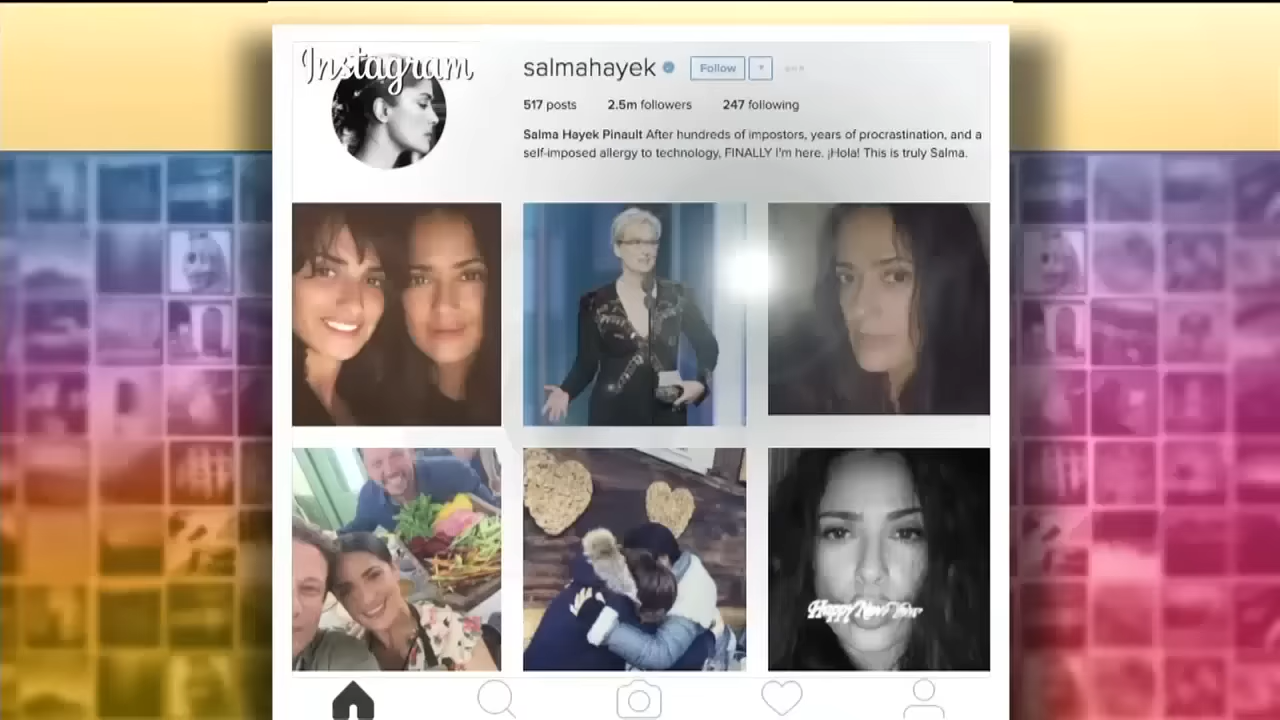 Instagram
salmahayek Follow
517 posts 2.5m followers 247 following
Salma Hayek Pinault After hundreds of impostors, years of procrastination, and a
self-imposed allergy to technology, FINALLY I'm here. ¡Hola! This is truly Salma.
Happy New Year